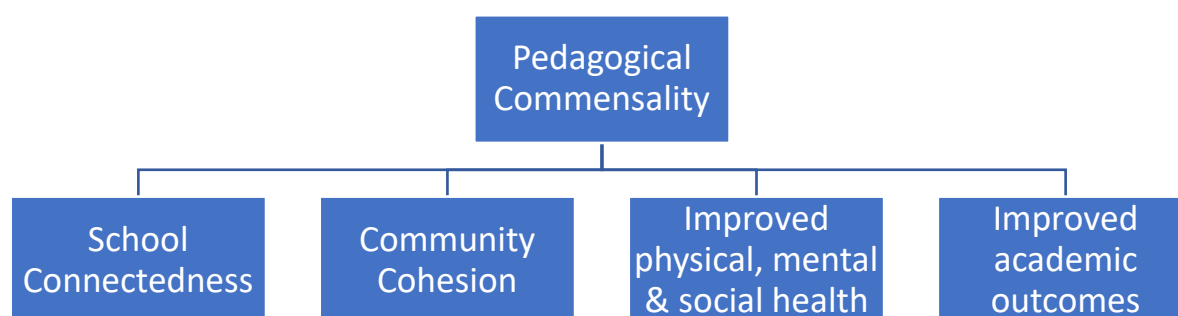 Pedagogical
Commensality
School
Connectedness
Community
Cohesion
Improved
physical, mental
& social health
Improved
academic
outcomes